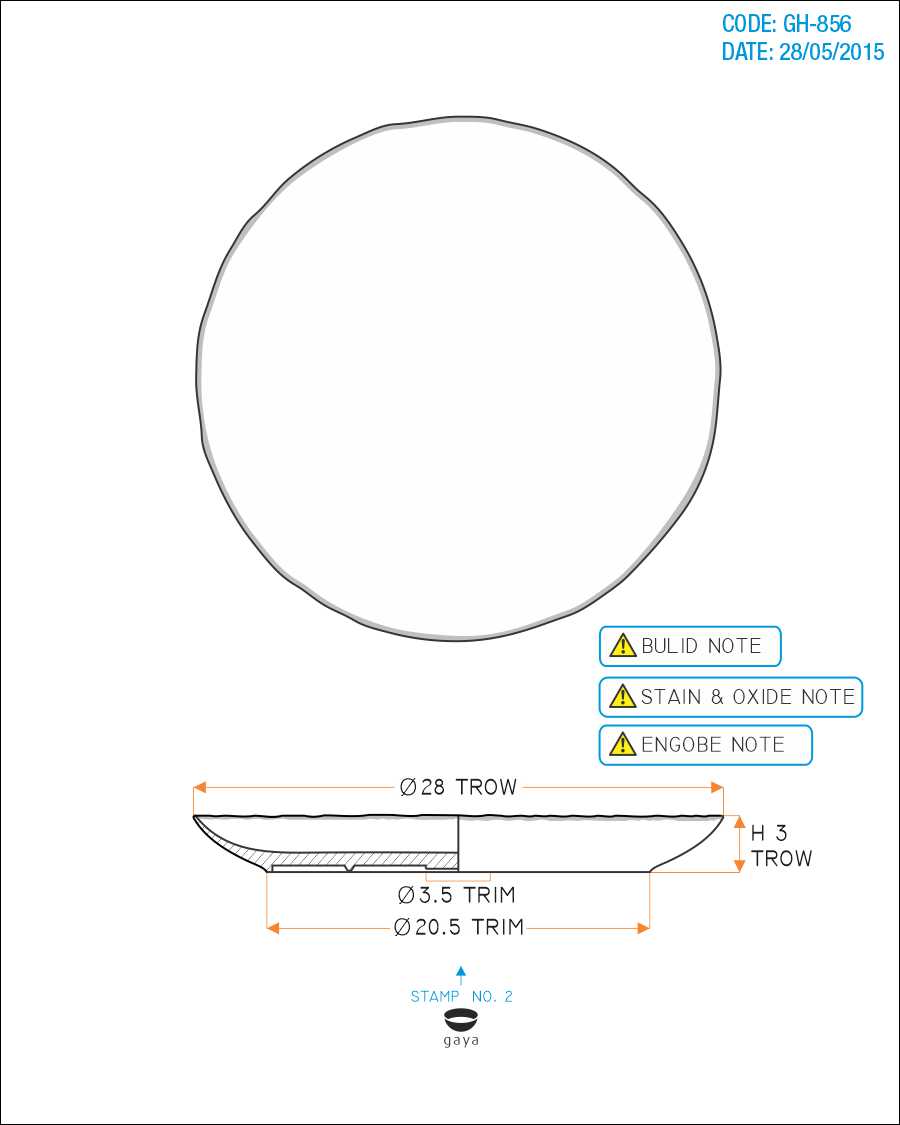 CODE: GH-856
DATE: 28/05/2015
BULID NOTE
STAIN & OXIDE NOTE
ENGOBE NOTE
Ø28 TROW
H 3
TROW
Ø3.5 TRIM
Ø20.5 TRIM
STAMP NO. 2
gaya